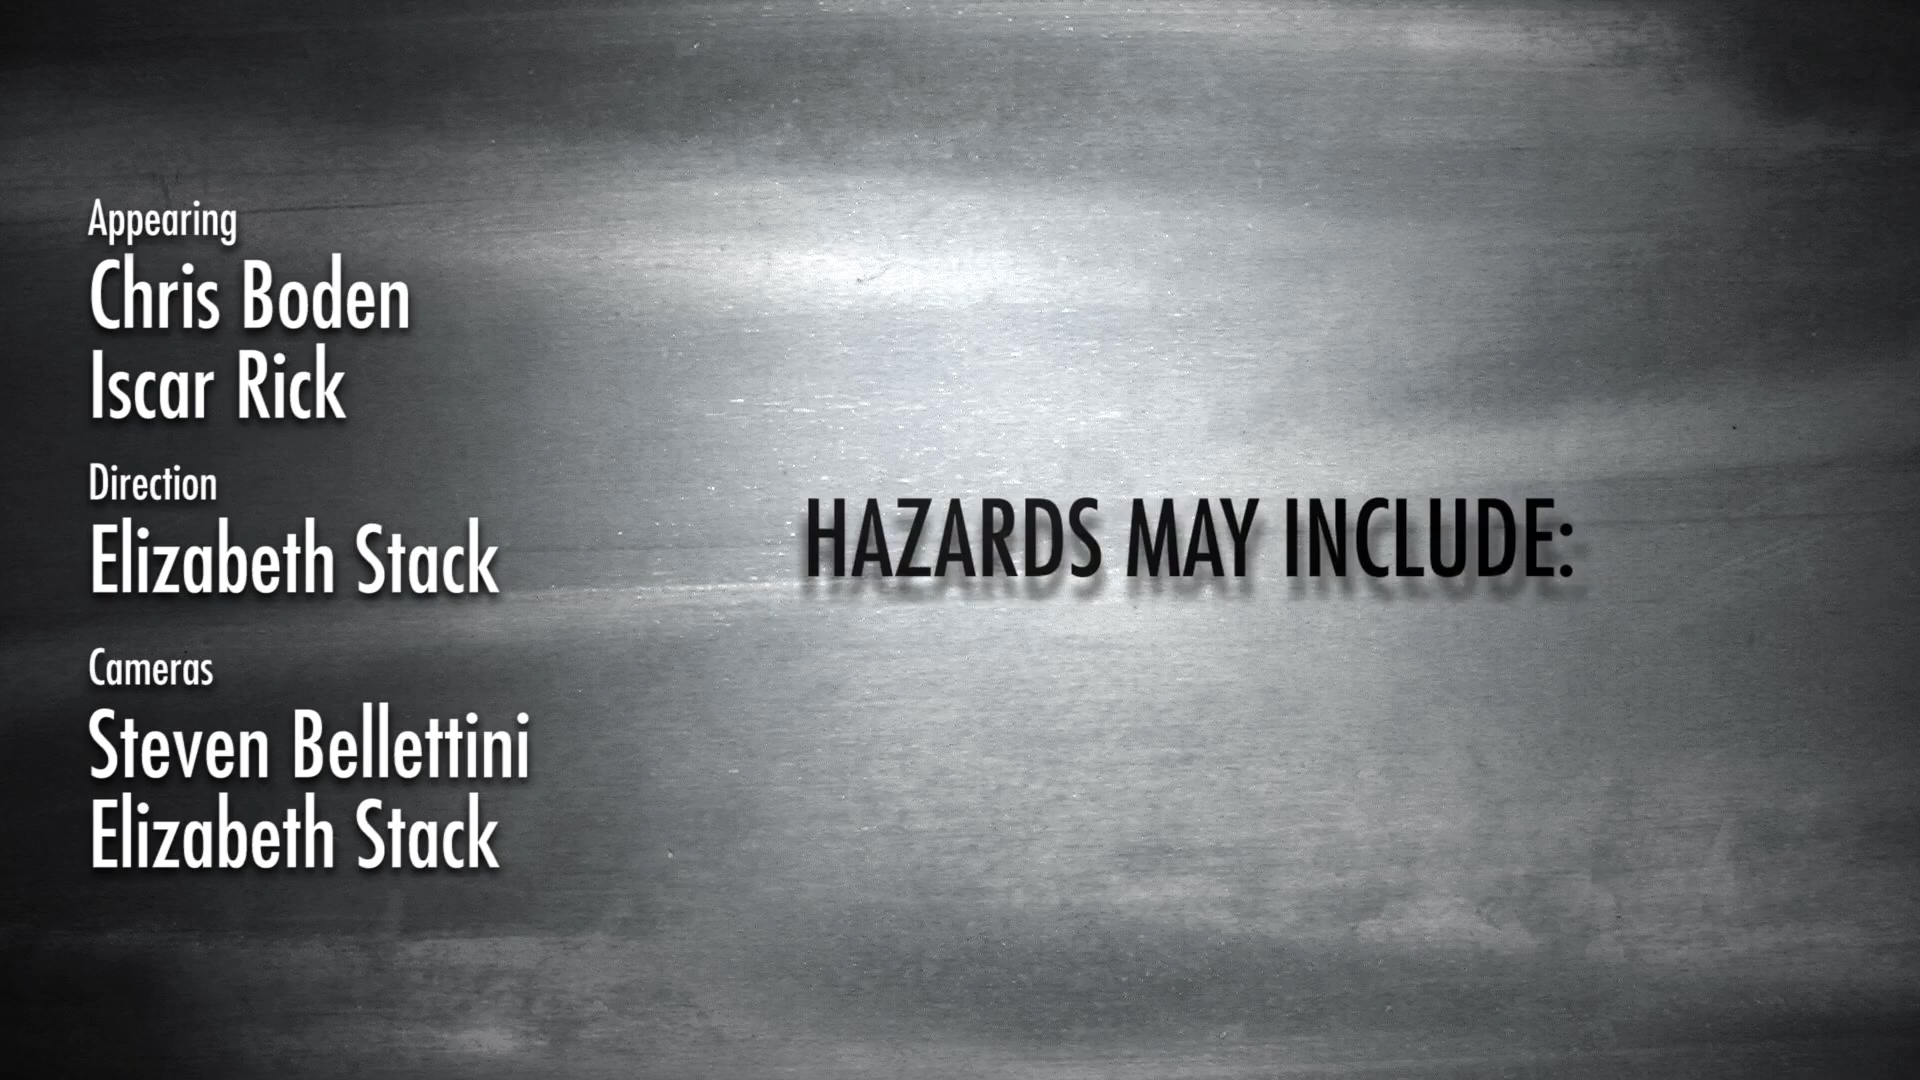 Appearing
Chris Boden
Iscar Rick
Direction
Elizabeth Stack
Cameras
Steven Bellettini
Elizabeth Stack
HAZARDS MAY INCLUDE: